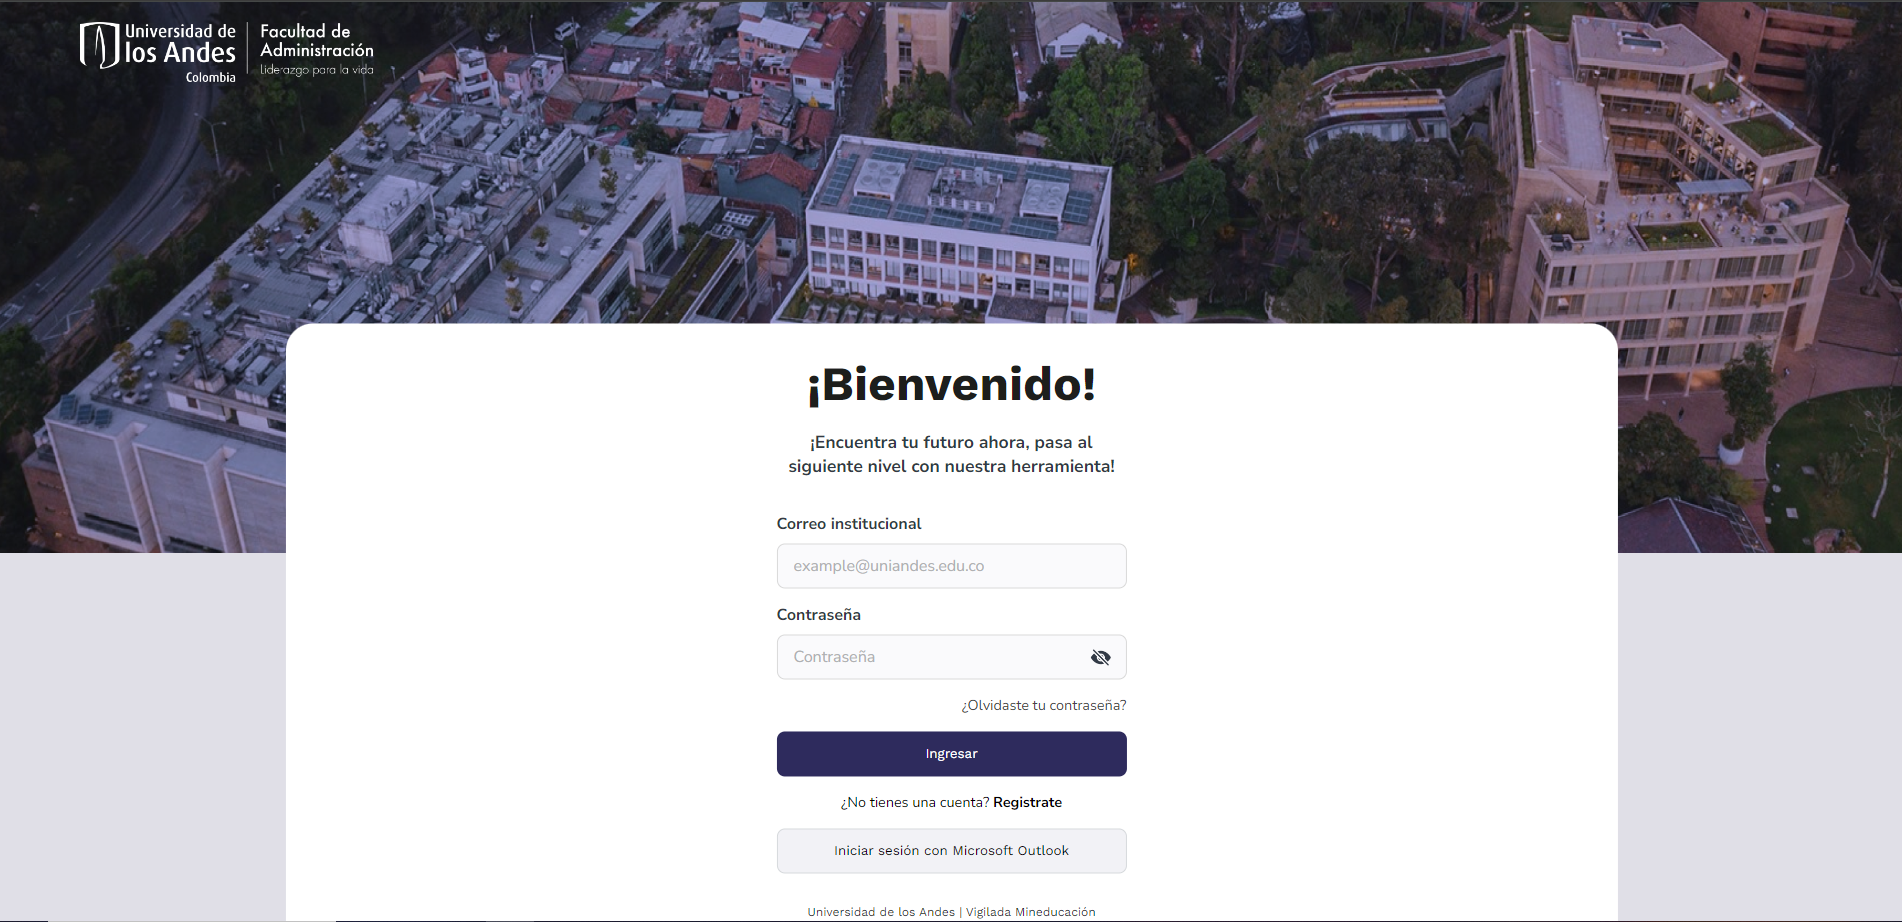 Universidad de
los Andes
Colombia
Facultad de
Administración
Liderazgo para la vida
¡Bienvenido!
¡Encuentra tu futuro ahora, pasa al
siguiente nivel con nuestra herramienta!
Correo institucional
example@uniandes.edu.co
Contraseña
Contraseña
¿Olvidaste tu contraseña?
Ingresar
¿No tienes una cuenta? Registrate
Iniciar sesión con Microsoft Outlook
Universidad de los Andes | Vigilada Mineducación